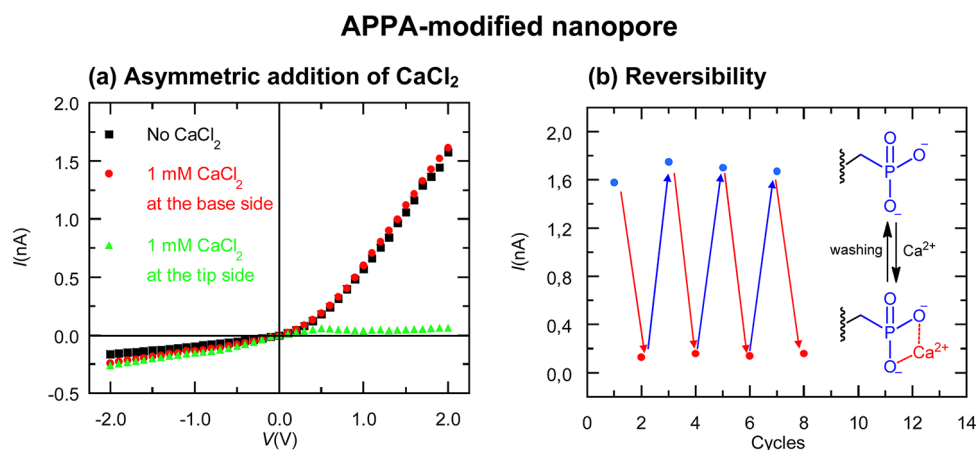 APPA-modified nanopore
(a) Asymmetric addition of CaCl₂
(b) Reversibility
2.0
1.5
1.0
0.5
0.0
-0.5
I(nA)
No CaCl₂
1 mM CaCl₂
at the base side
1 mM CaCl₂
at the tip side
-2.0
-1.0
0.0
1.0
2.0
V(V)
2,0
1,6
1,2
0,8
0,4
0,0
I(nA)
O
P
O⁻
O⁻
washing
Ca²⁺
O
P
O⁻
O⁻
Ca²⁺
0
2
4
6
8
10
12
14
Cycles